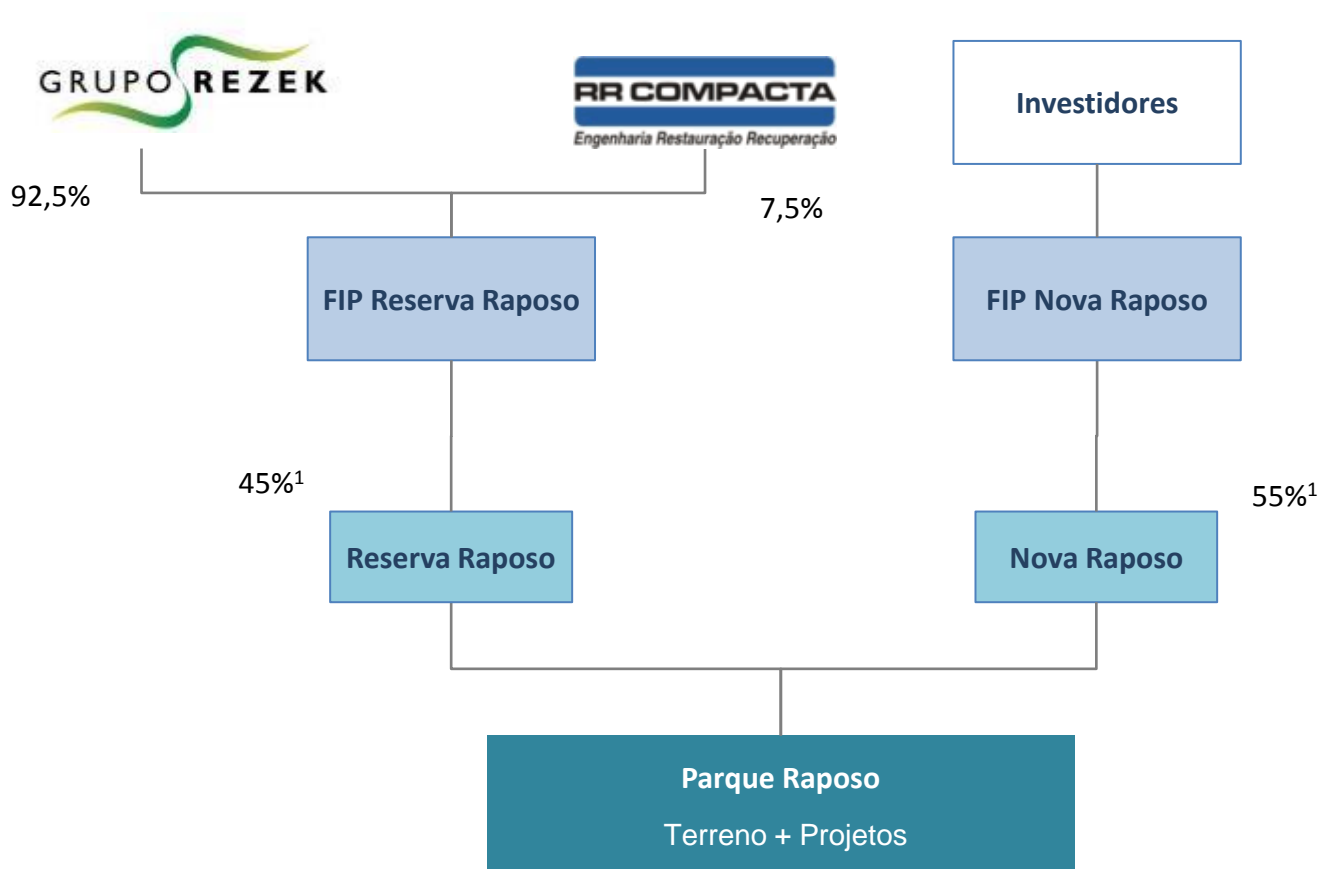 GRUPO REZEK
RR COMPACTA
Engenharia Restauração Recuperação
Investidores
92,5%
7,5%
FIP Reserva Raposo
FIP Nova Raposo
45%¹
55%¹
Reserva Raposo
Nova Raposo
Parque Raposo
Terreno + Projetos